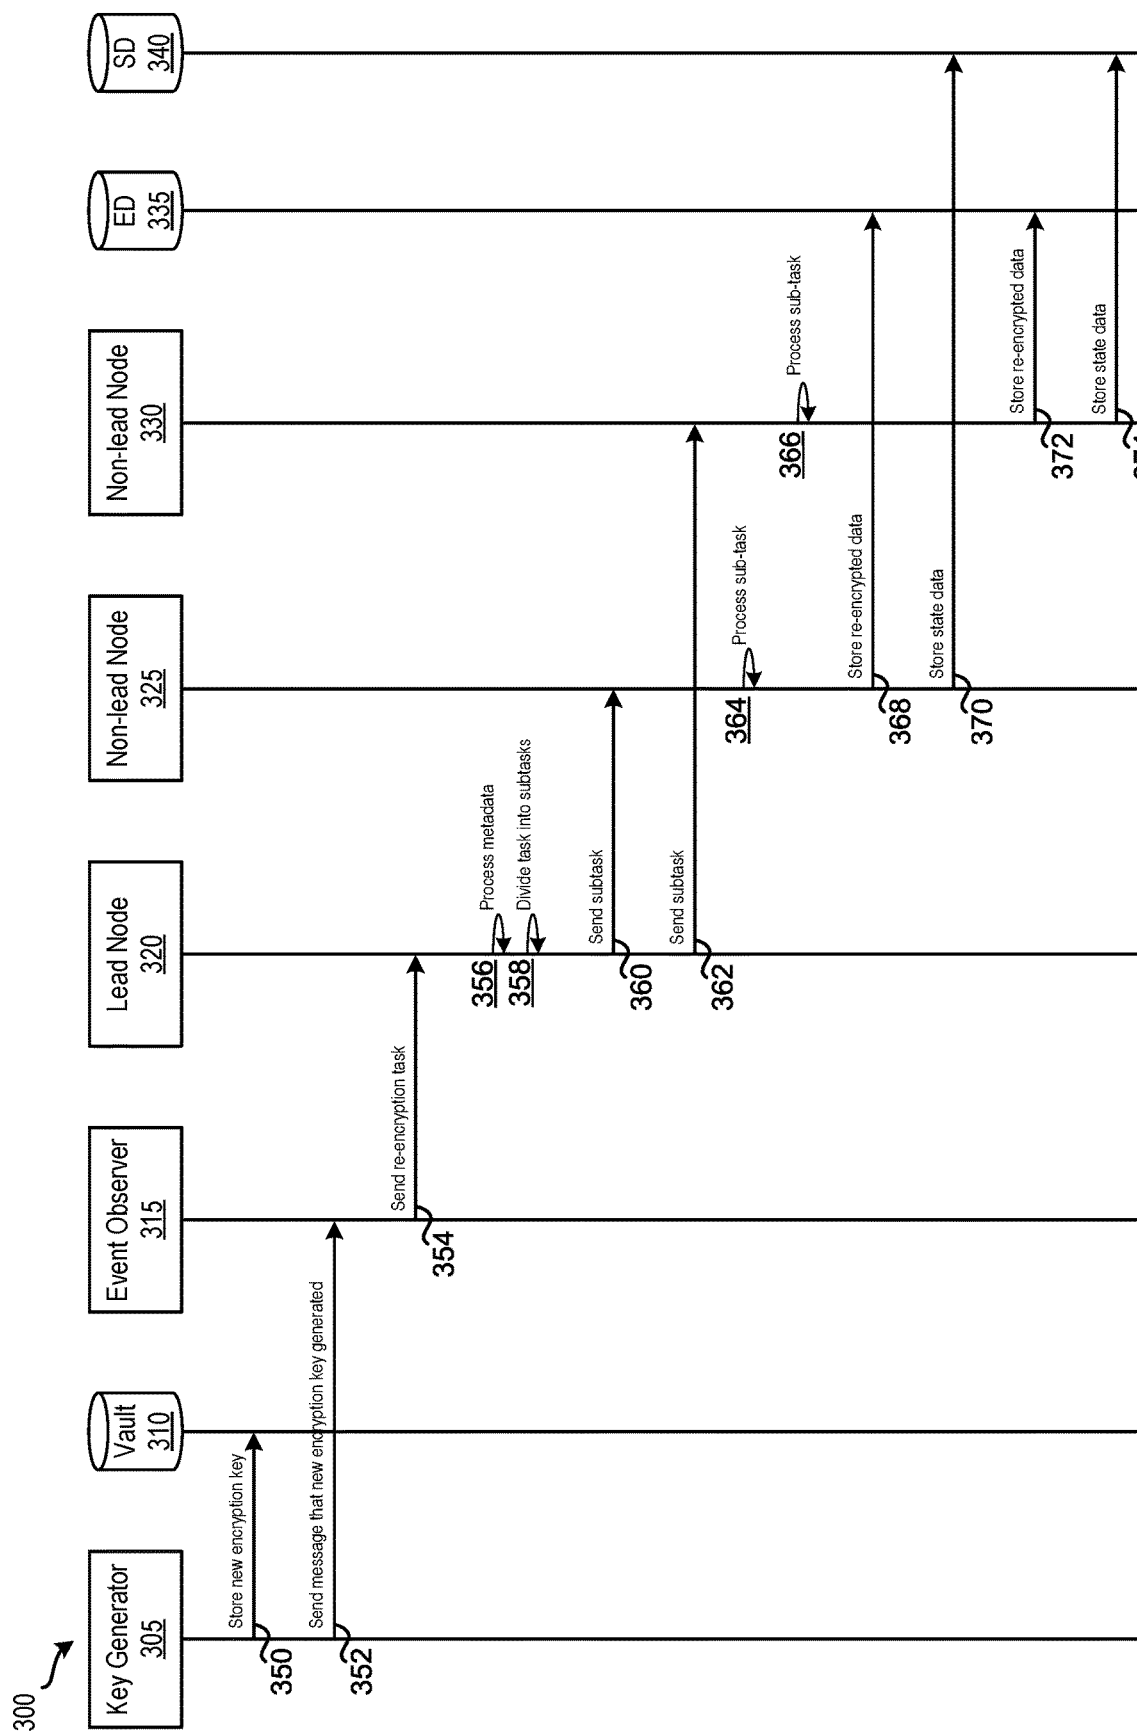 300
Key Generator
305
Vault
310
Event Observer
315
Lead Node
320
Non-lead Node
325
Non-lead Node
330
ED
335
SD
340
Store new encryption key
350
Send message that new encryption key generated
352
Send re-encryption task
354
Process metadata
356
Divide task into subtasks
358
Send subtask
360
Send subtask
362
Process sub-task
364
Process sub-task
366
Store re-encrypted data
368
Store state data
370
Store re-encrypted data
372
Store state data